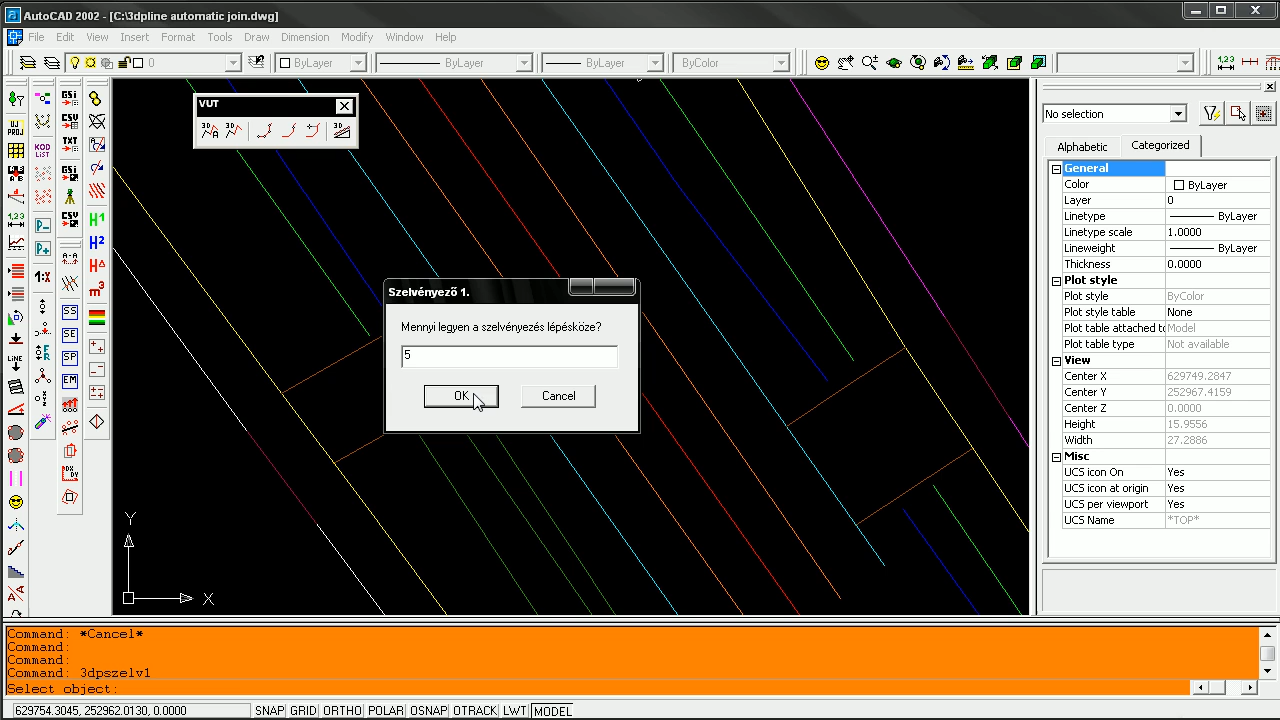 AutoCAD 2002 - [C:\3dpline automatic join.dwg]
File Edit View Insert Format Tools Draw Dimension Modify Window Help
0
ByLayer
ByLayer
ByLayer
ByColor
VUT
No selection
Alphabetic
Categorized
General
Color ByLayer
Layer 0
Linetype ByLayer
Linetype scale 1.0000
Lineweight ByLayer
Thickness 0.0000
Plot style
Plot style ByColor
Plot style table None
Plot table attached to Model
Plot table type Not available
View
Center X 629749.2847
Center Y 252967.4159
Center Z 0.0000
Height 15.9556
Width 27.2886
Misc
UCS icon On Yes
UCS icon at origin Yes
UCS per viewport Yes
UCS Name *TOP*
Szelvényező 1.
Mennyi legyen a szelvényezés lépésköze?
5
OK
Cancel
Y
X
Command: *Cancel*
Command:
Command:
Command: 3dpszelv1
Select object:
629754.3045, 252962.0130, 0.0000
SNAP GRID ORTHO POLAR OSNAP OTRACK LWT MODEL